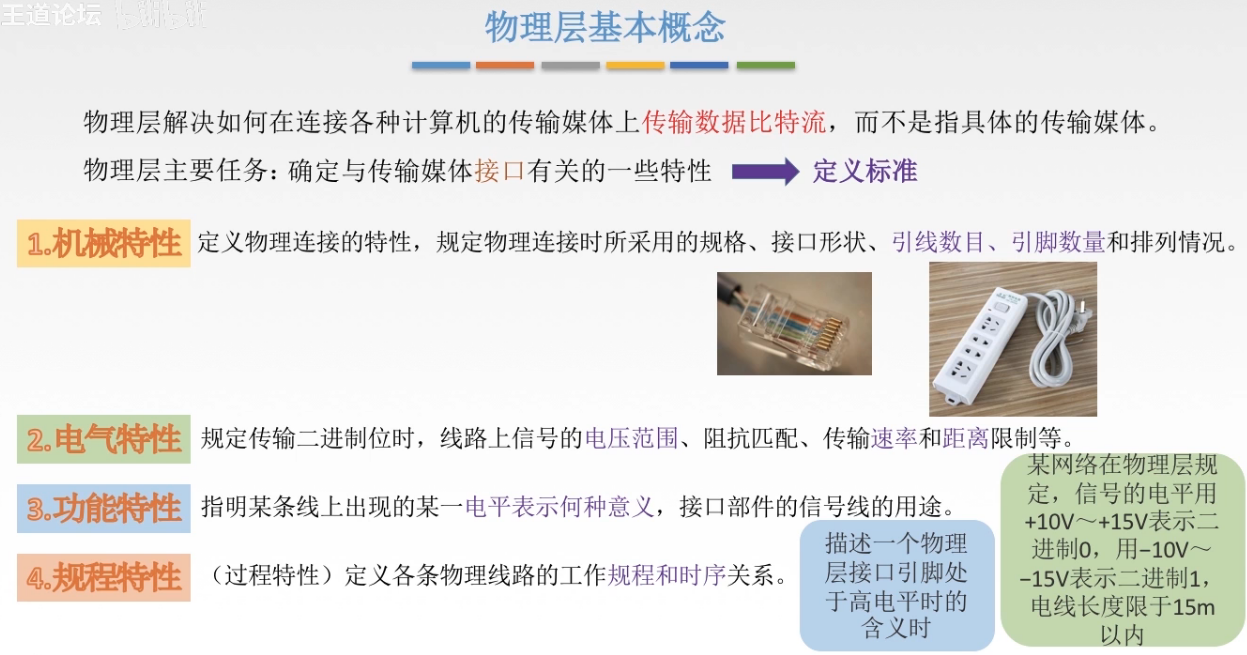 王道论坛
物理层基本概念
物理层解决如何在连接各种计算机的传输媒体上传输数据比特流，而不是指具体的传输媒体。
物理层主要任务：确定与传输媒体接口有关的一些特性 定义标准
1.机械特性 定义物理连接的特性，规定物理连接时所采用的规格、接口形状、引线数目、引脚数量和排列情况。
2.电气特性 规定传输二进制位时，线路上信号的电压范围、阻抗匹配、传输速率和距离限制等。
3.功能特性 指明某条线上出现的某一电平表示何种意义，接口部件的信号线的用途。
4.规程特性 （过程特性）定义各条物理线路的工作规程和时序关系。
描述一个物理
层接口引脚处
于高电平时的
含义时
某网络在物理层规
定，信号的电平用
+10V～+15V表示二
进制0，用−10V～
−15V表示二进制1，
电线长度限于15m
以内